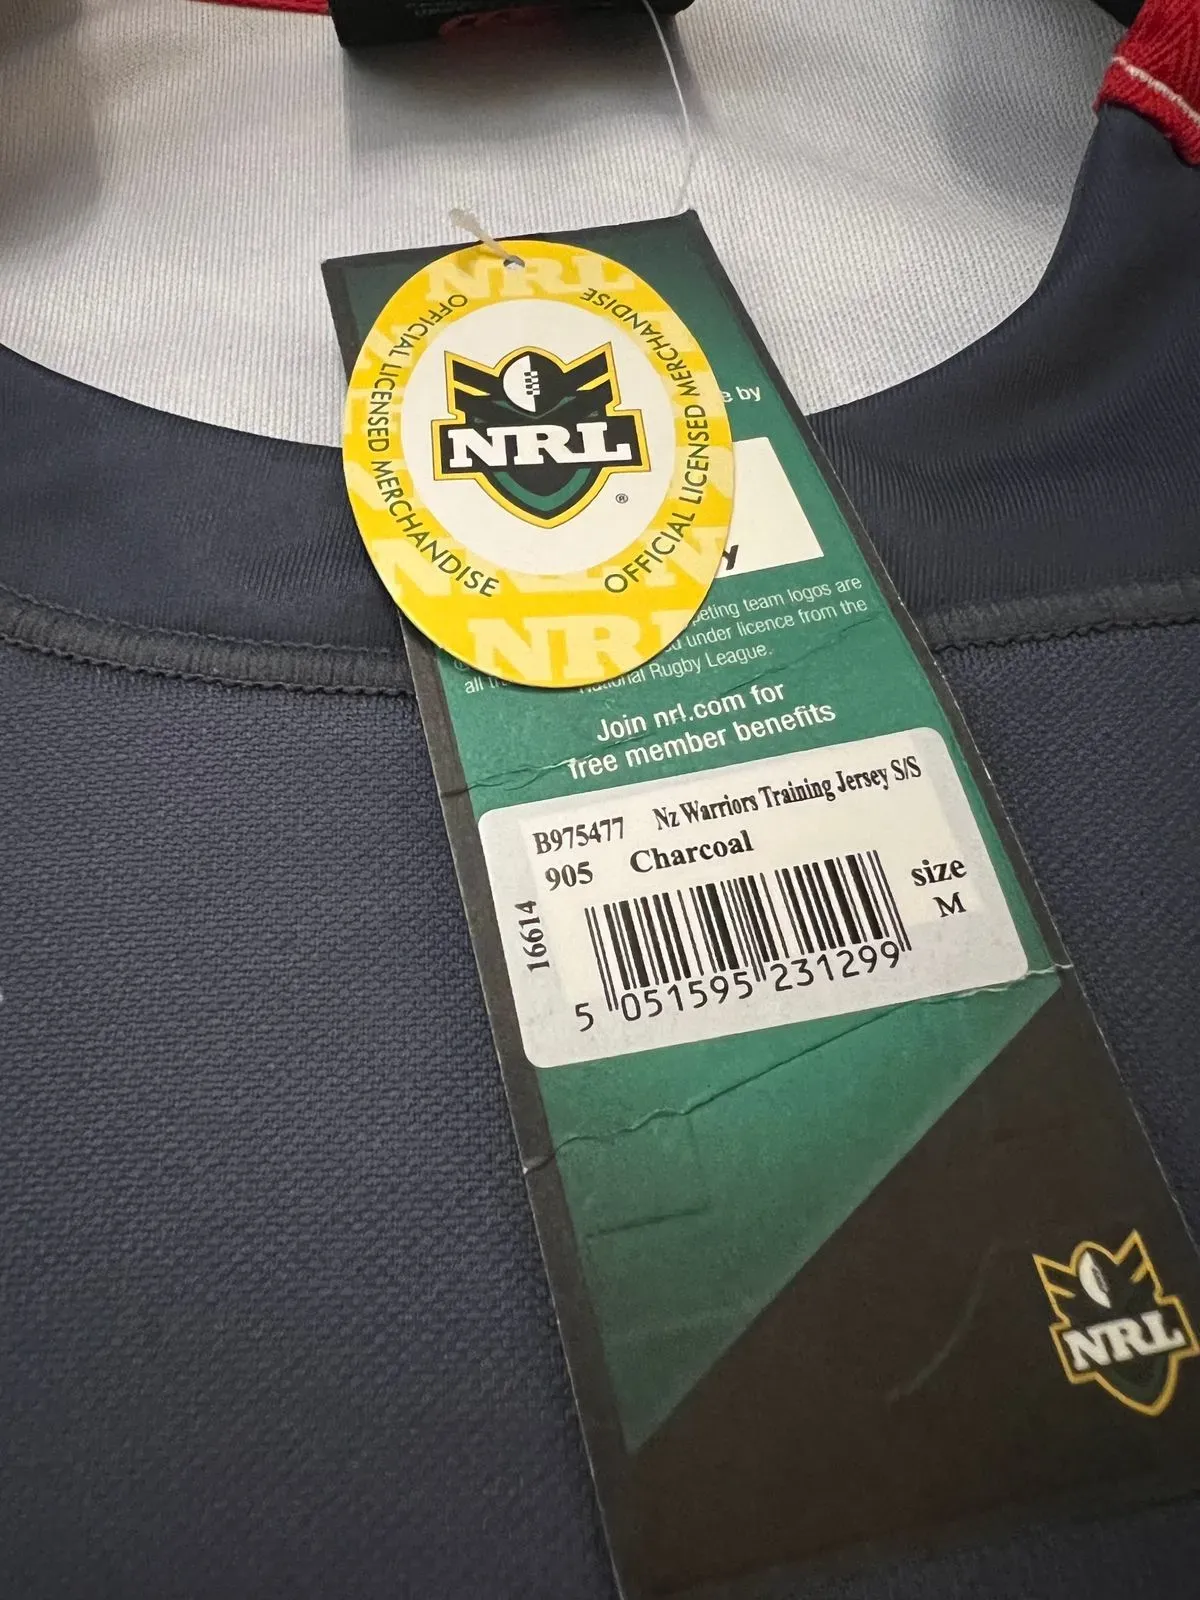 NRL
OFFICIAL LICENSED MERCHANDISE
OFFICIAL LICENSED MERCHANDISE
NRL
®
NRL
by
y
team logos are
under licence from the
all
Rugby League.
Join nrl.com for
free member benefits
B975477 Nz Warriors Training Jersey S/S
905 Charcoal
size
M
16614
5 051595 231299
NRL